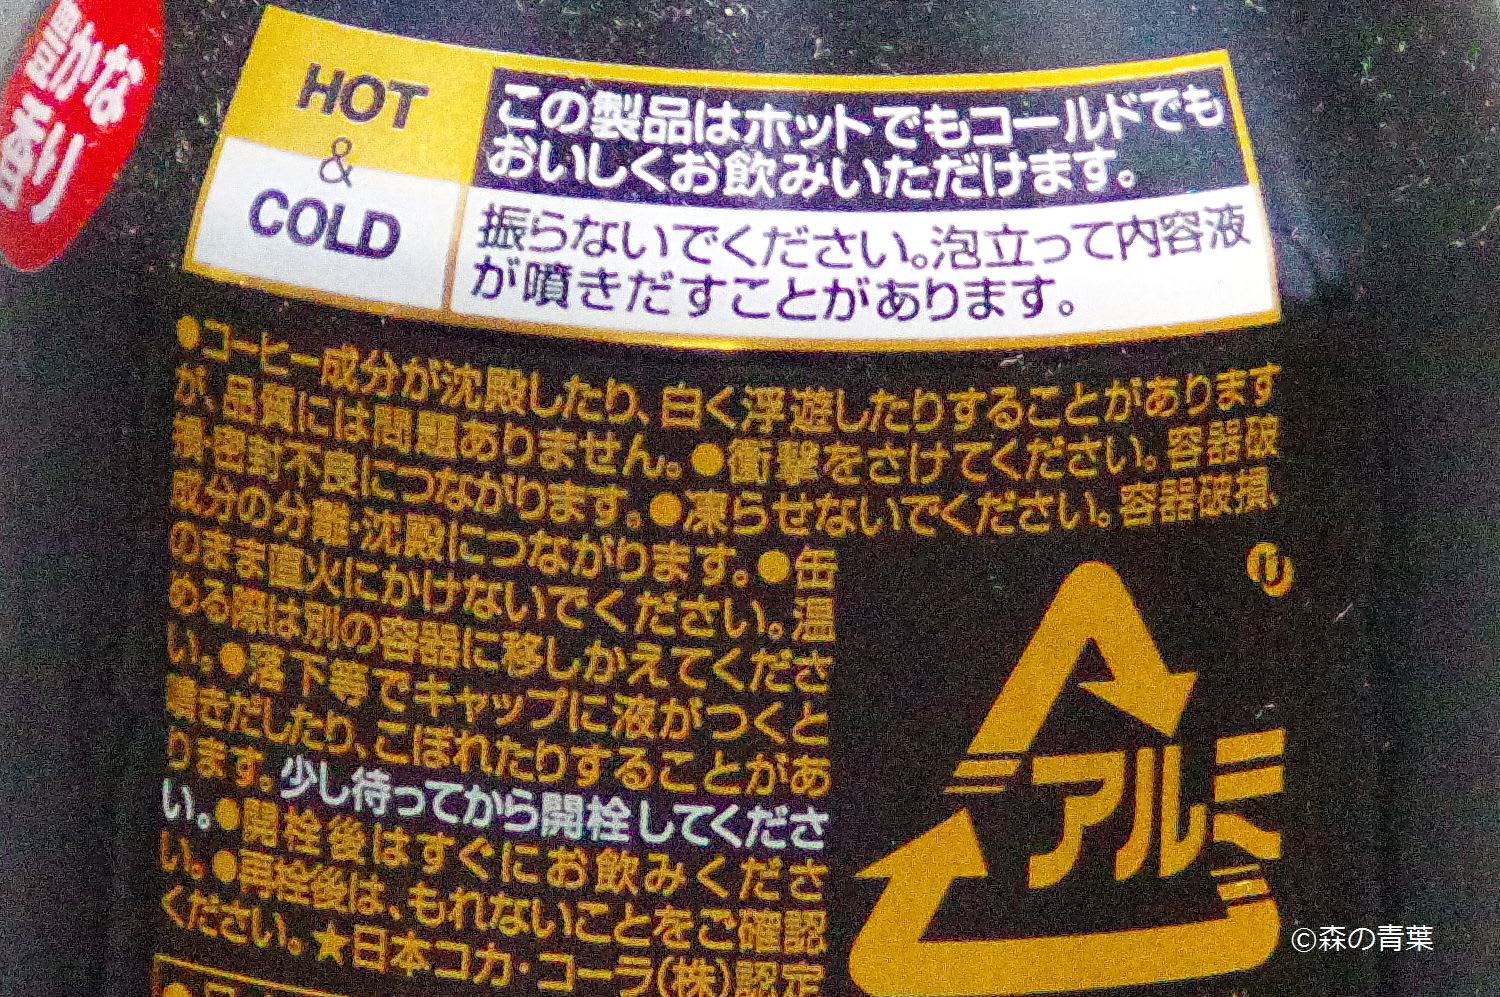 豊かな
香り
HOT
&
COLD
この製品はホットでもコールドでも
おいしくお飲みいただけます。
振らないでください。泡立って内容液
が噴きだすことがあります。
●コーヒー成分が沈殿したり、白く浮遊したりすることがあります
が、品質には問題ありません。●衝撃をさけてください。容器破
損・密封不良につながります。●凍らせないでください。容器破損、
成分の分離・沈殿につながります。●缶
のまま直火にかけないでください。温
める際は別の容器に移しかえてくださ
い。●落下等でキャップに液がつくと
噴きだしたり、こぼれたりすることがあ
ります。少し待ってから開栓してくださ
い。●開栓後はすぐにお飲みくださ
い。●再栓後は、もれないことをご確認
ください。★日本コカ・コーラ(株)認定
アルミ
©森の青葉